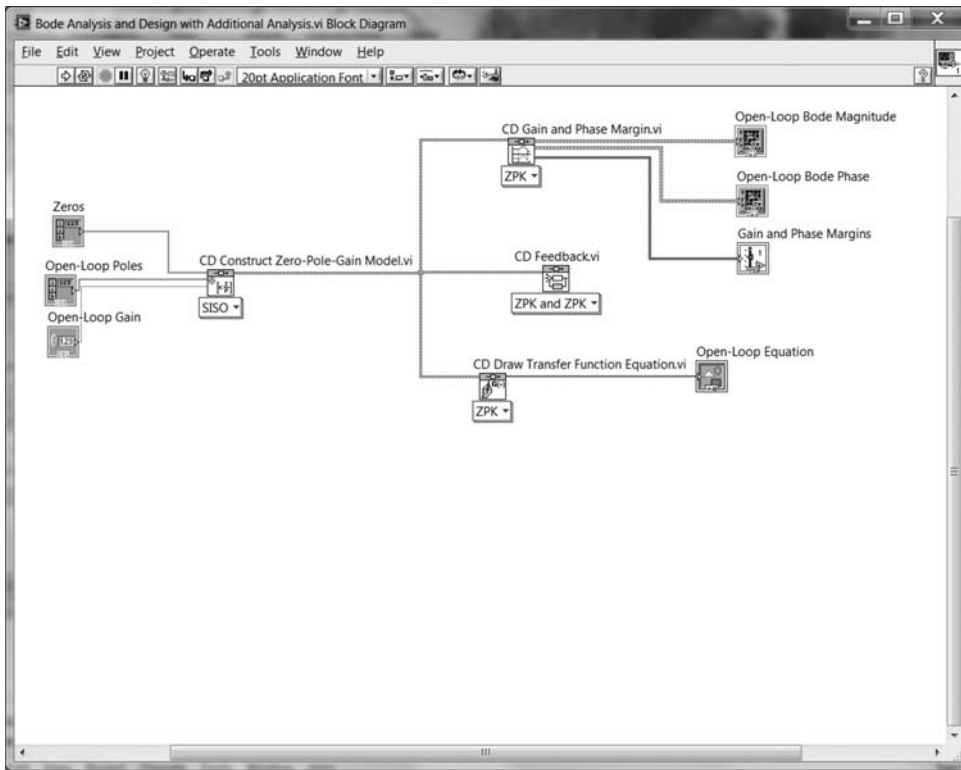 Bode Analysis and Design with Additional Analysis.vi Block Diagram
File Edit View Project Operate Tools Window Help
20pt Application Font
1
CD Gain and Phase Margin.vi
ZPK
Open-Loop Bode Magnitude
Open-Loop Bode Phase
Gain and Phase Margins
1
Zeros
Open-Loop Poles
Open-Loop Gain
123
CD Construct Zero-Pole-Gain Model.vi
SISO
CD Feedback.vi
ZPK and ZPK
CD Draw Transfer Function Equation.vi
ZPK
Open-Loop Equation